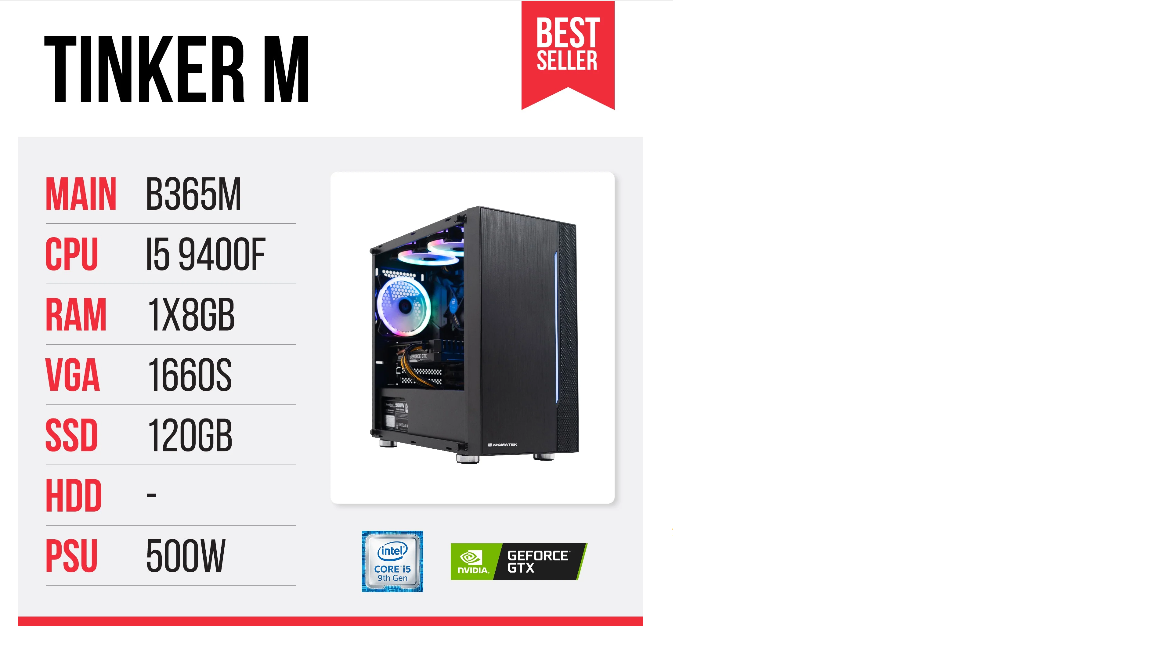 TINKER M
BEST
SELLER
MAIN B365M
CPU I5 9400F
RAM 1X8GB
VGA 1660S
SSD 120GB
HDD -
PSU 500W
intel
CORE i5
9th Gen
NVIDIA.
GEFORCE
GTX